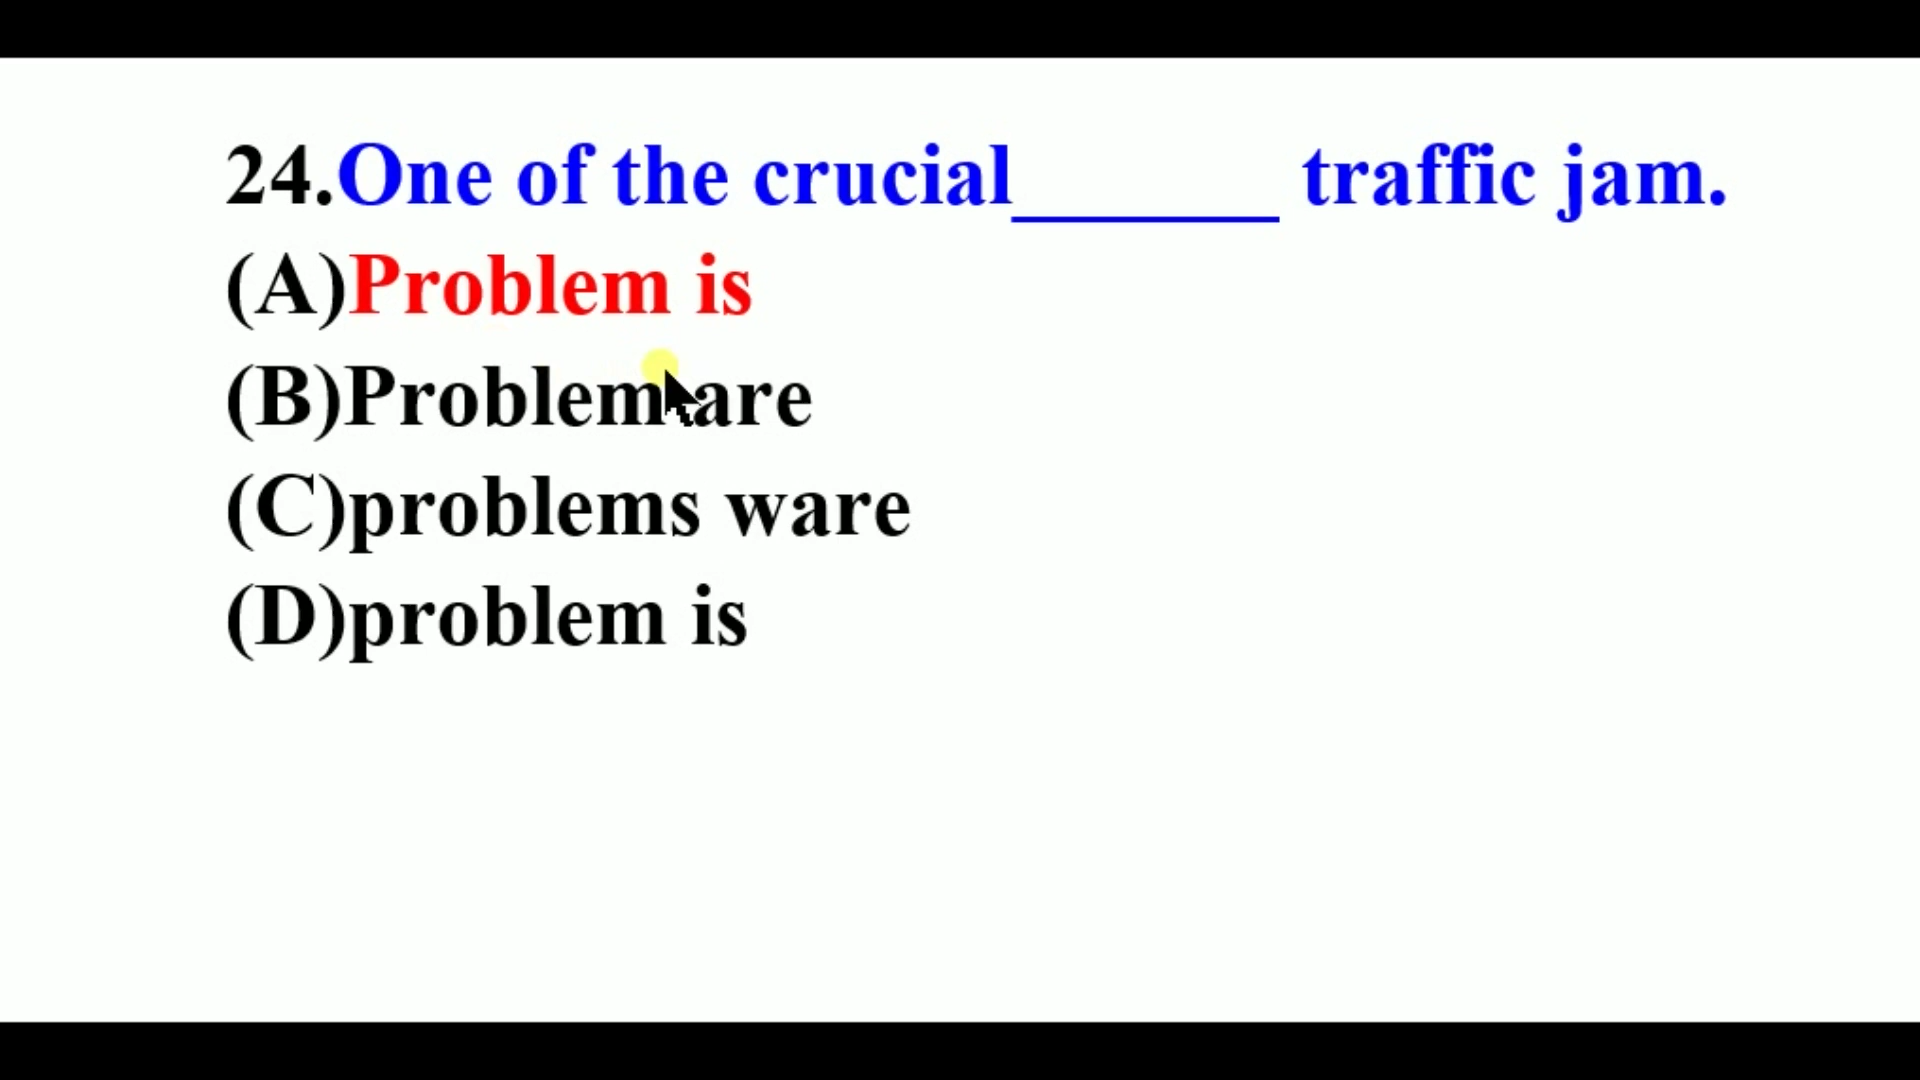 24.One of the crucial______ traffic jam.
(A)Problem is
(B)Problem are
(C)problems ware
(D)problem is